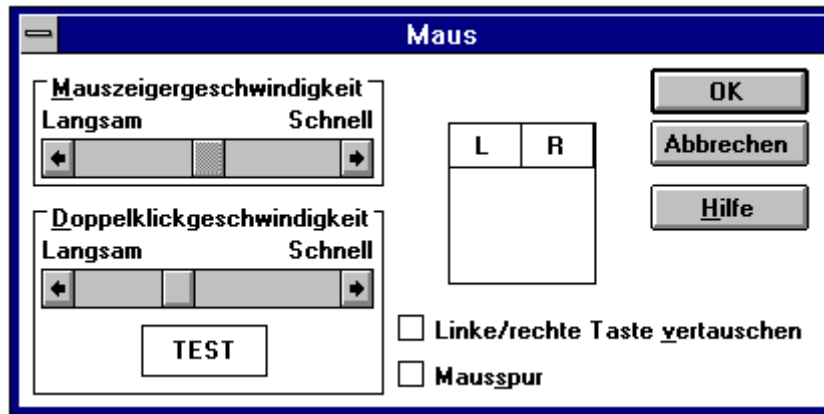 Maus
Mauszeigergeschwindigkeit
Langsam Schnell
Doppelklickgeschwindigkeit
Langsam Schnell
TEST
L R
Linke/rechte Taste vertauschen
Mausspur
OK
Abbrechen
Hilfe